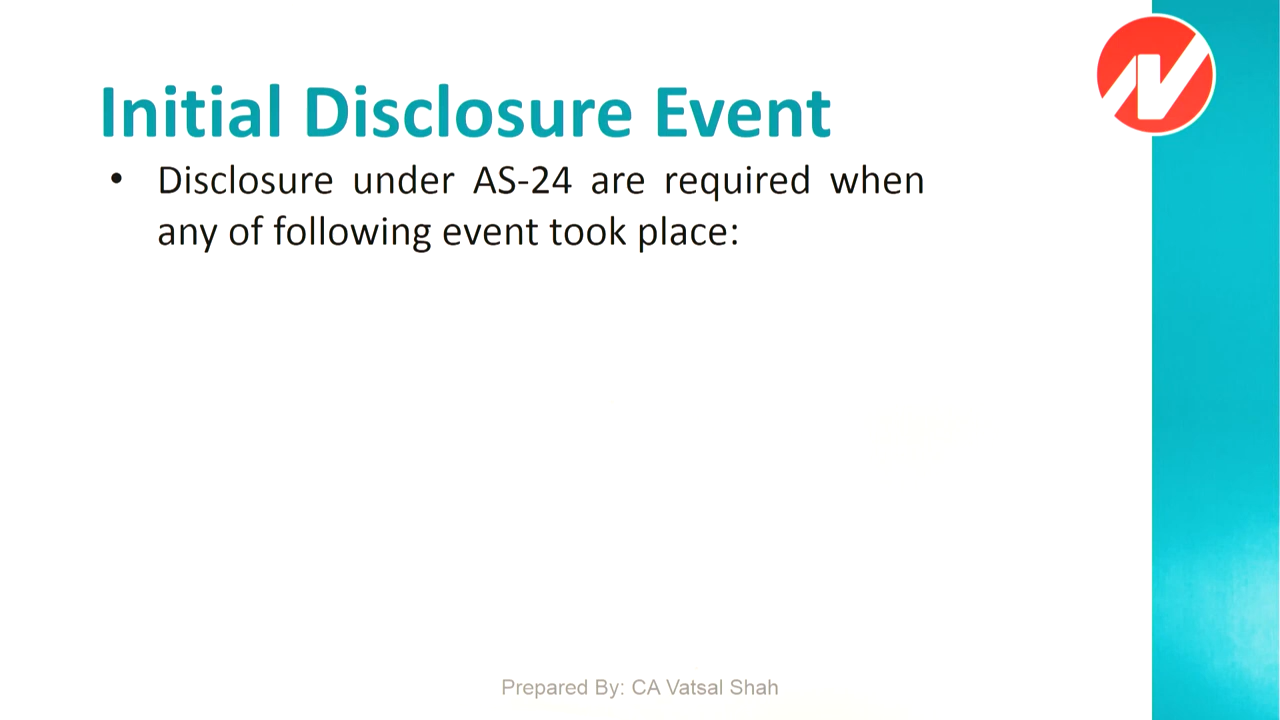 Initial Disclosure Event
• Disclosure under AS-24 are required when
any of following event took place:
Prepared By: CA Vatsal Shah